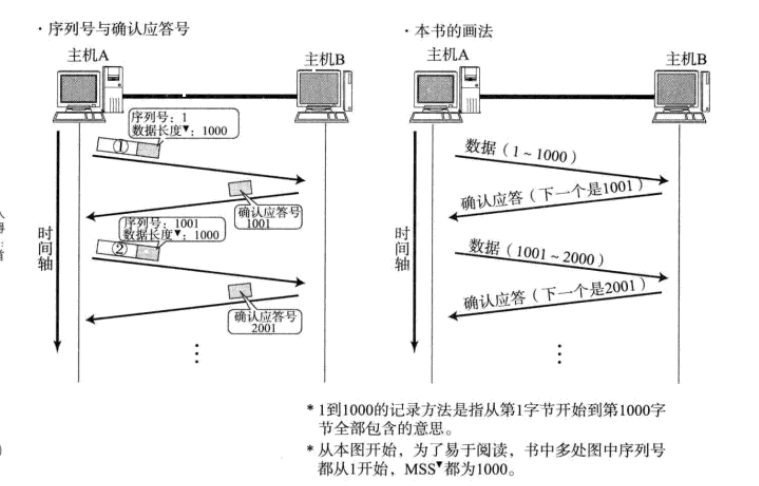 ·序列号与确认应答号
主机A
主机B
序列号：1
数据长度▼：1000
①
确认应答号
1001
序列号：1001
数据长度▼：1000
②
确认应答号
2001
时间轴
⋮
·本书的画法
主机A
主机B
数据（1～1000）
确认应答（下一个是1001）
数据（1001～2000）
确认应答（下一个是2001）
时间轴
⋮
* 1到1000的记录方法是指从第1字节开始到第1000字
节全部包含的意思。
* 从本图开始，为了易于阅读，书中多处图中序列号
都从1开始，MSS▼都为1000。